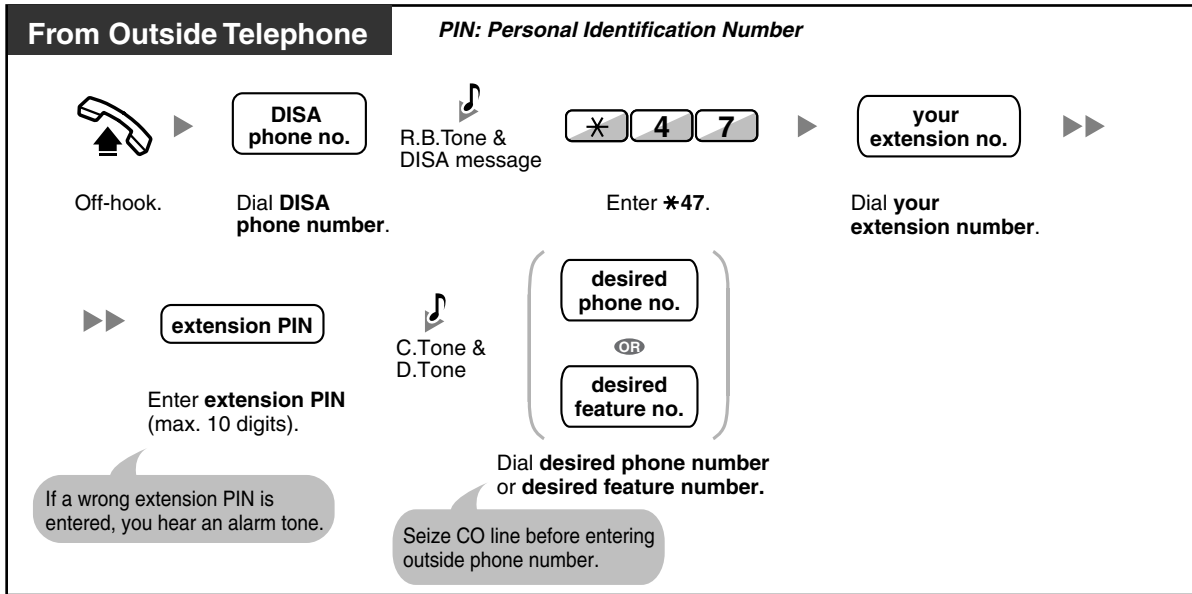 From Outside Telephone
PIN: Personal Identification Number
DISA
phone no.
R.B.Tone &
DISA message
✳ 4 7
your
extension no.
Off-hook.
Dial DISA
phone number.
Enter ✳47.
Dial your
extension number.
extension PIN
C.Tone &
D.Tone
desired
phone no.
OR
desired
feature no.
Enter extension PIN
(max. 10 digits).
Dial desired phone number
or desired feature number.
If a wrong extension PIN is
entered, you hear an alarm tone.
Seize CO line before entering
outside phone number.